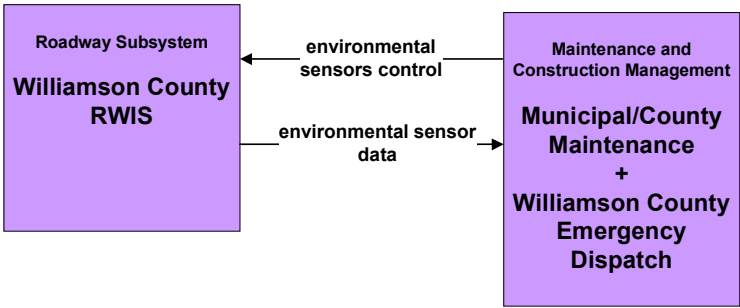 Roadway Subsystem
Williamson County
RWIS
environmental
sensors control
environmental sensor
data
Maintenance and
Construction Management
Municipal/County
Maintenance
+
Williamson County
Emergency
Dispatch